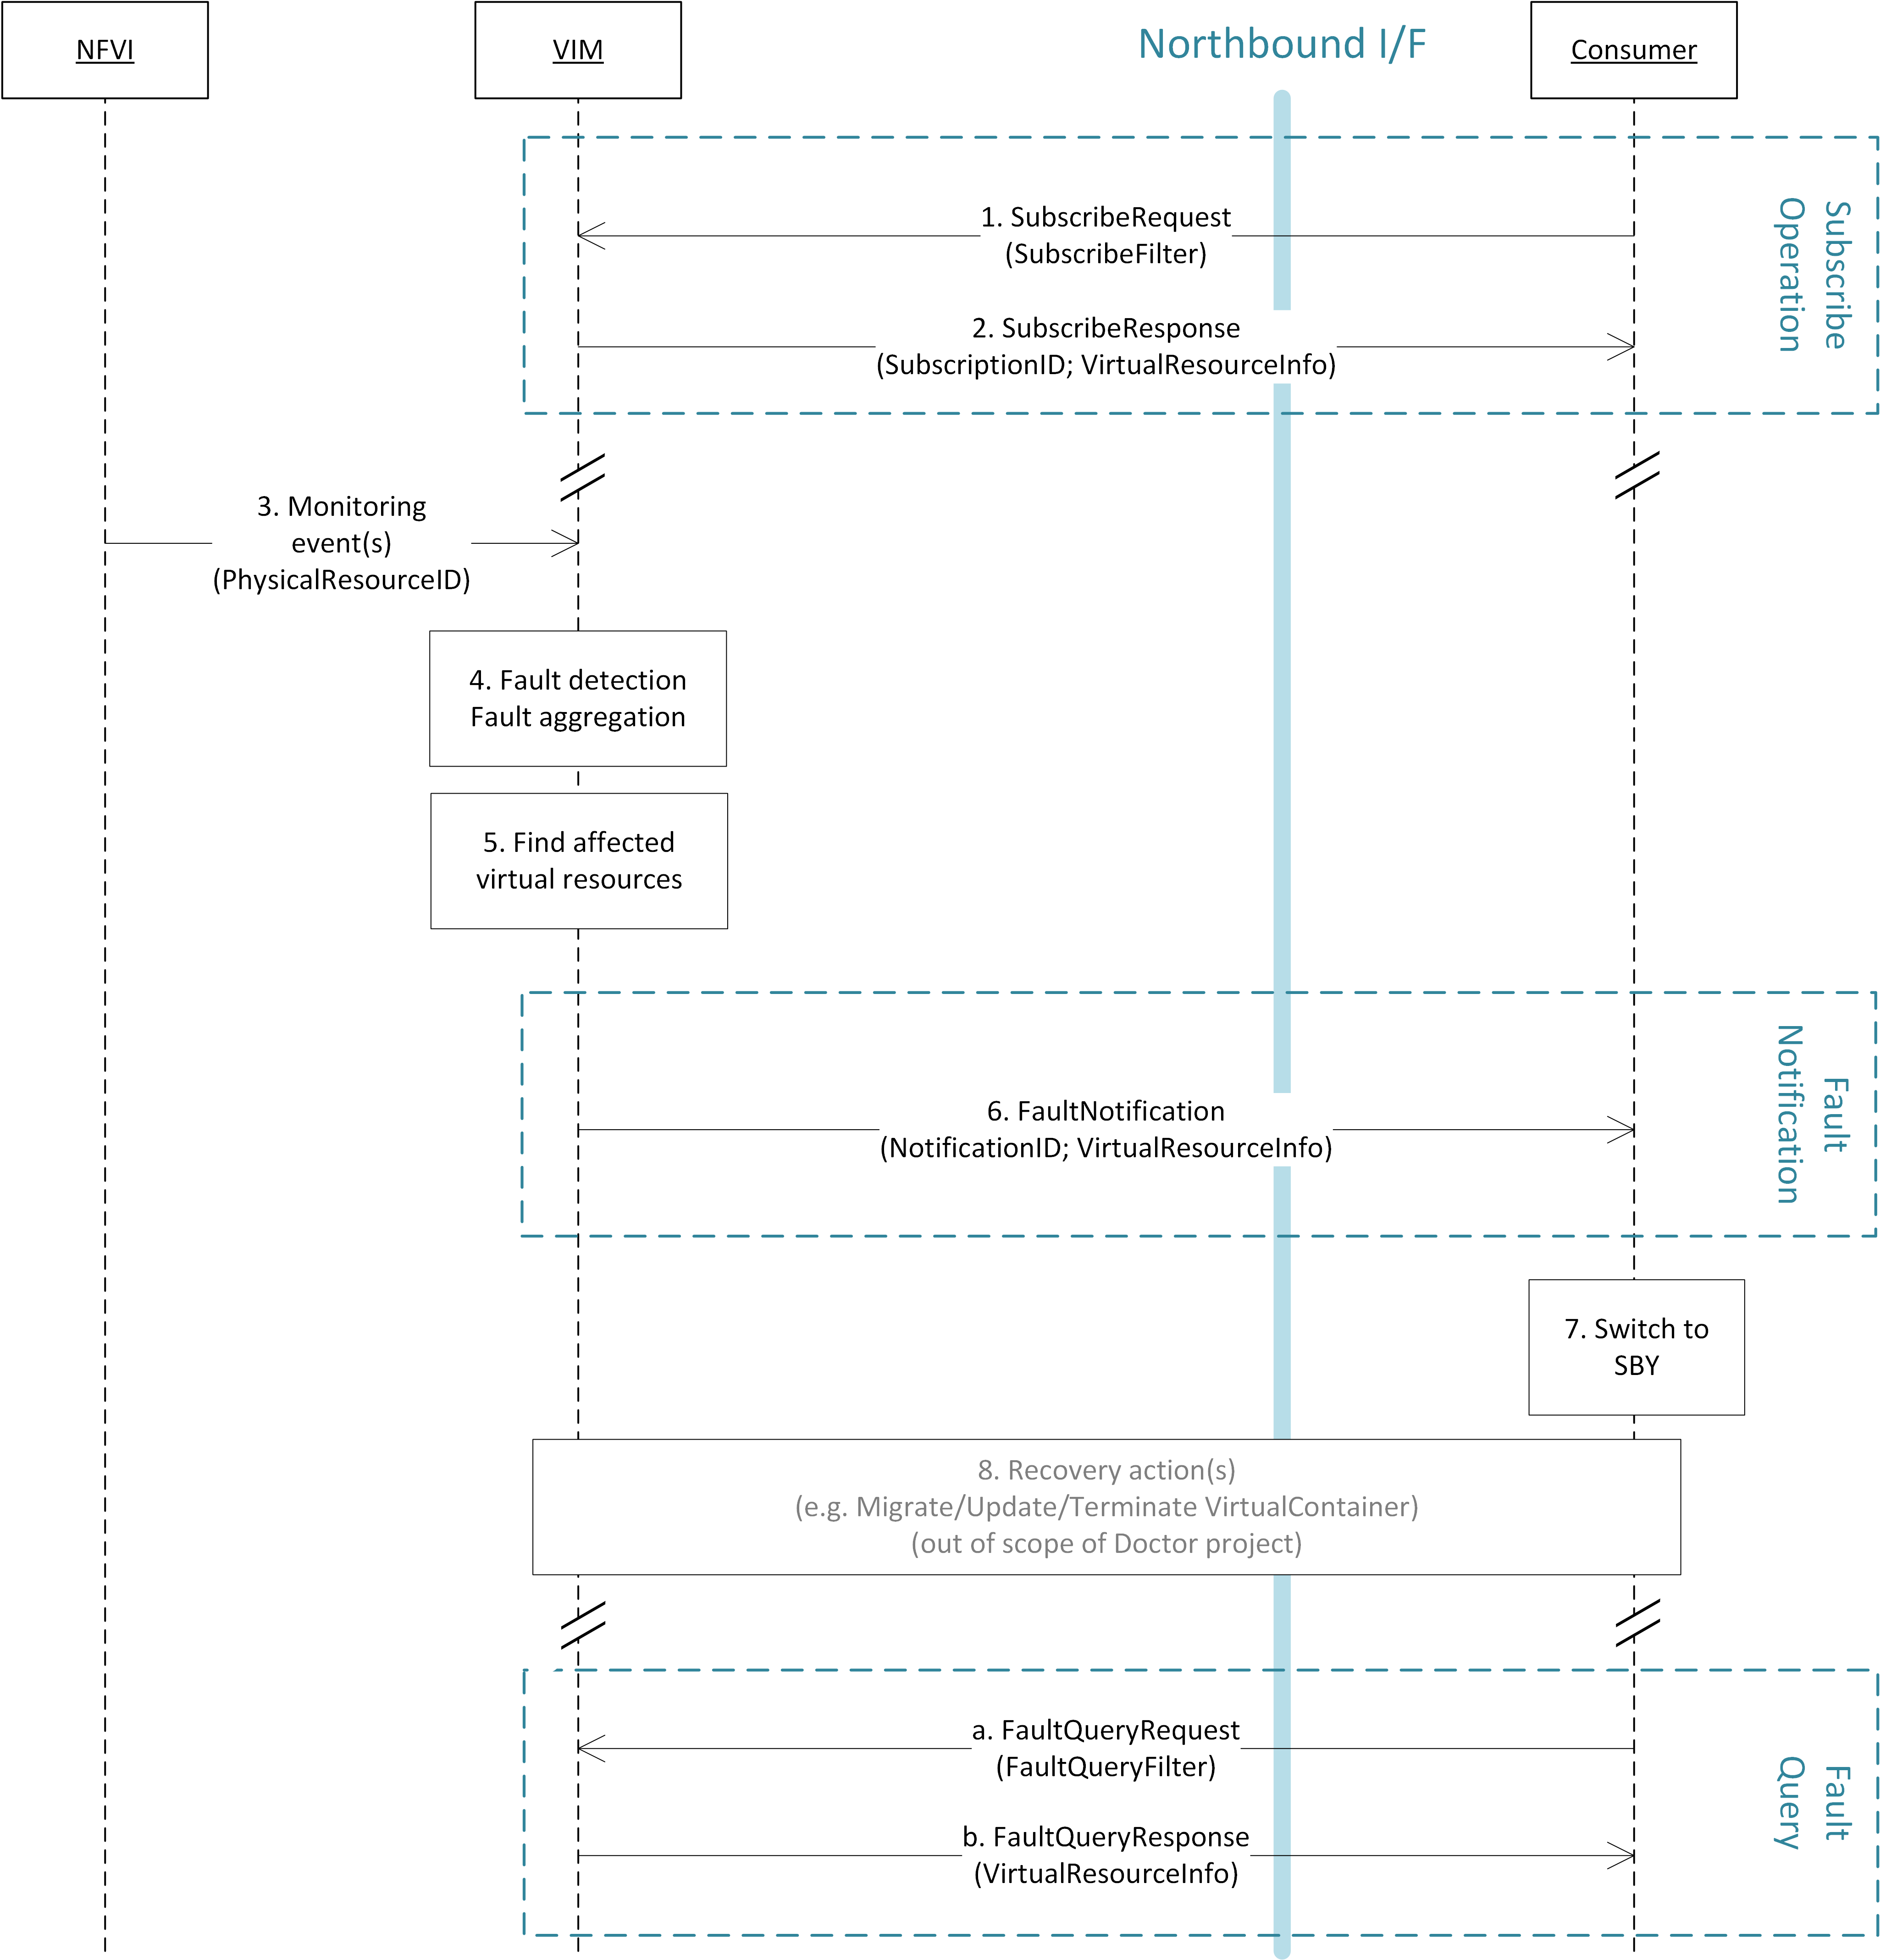 NFVI
VIM
Northbound I/F
Consumer
1. SubscribeRequest
(SubscribeFilter)
Subscribe
Operation
2. SubscribeResponse
(SubscriptionID; VirtualResourceInfo)
3. Monitoring
event(s)
(PhysicalResourceID)
4. Fault detection
Fault aggregation
5. Find affected
virtual resources
Fault
Notification
6. FaultNotification
(NotificationID; VirtualResourceInfo)
7. Switch to
SBY
8. Recovery action(s)
(e.g. Migrate/Update/Terminate VirtualContainer)
(out of scope of Doctor project)
a. FaultQueryRequest
(FaultQueryFilter)
Fault
Query
b. FaultQueryResponse
(VirtualResourceInfo)